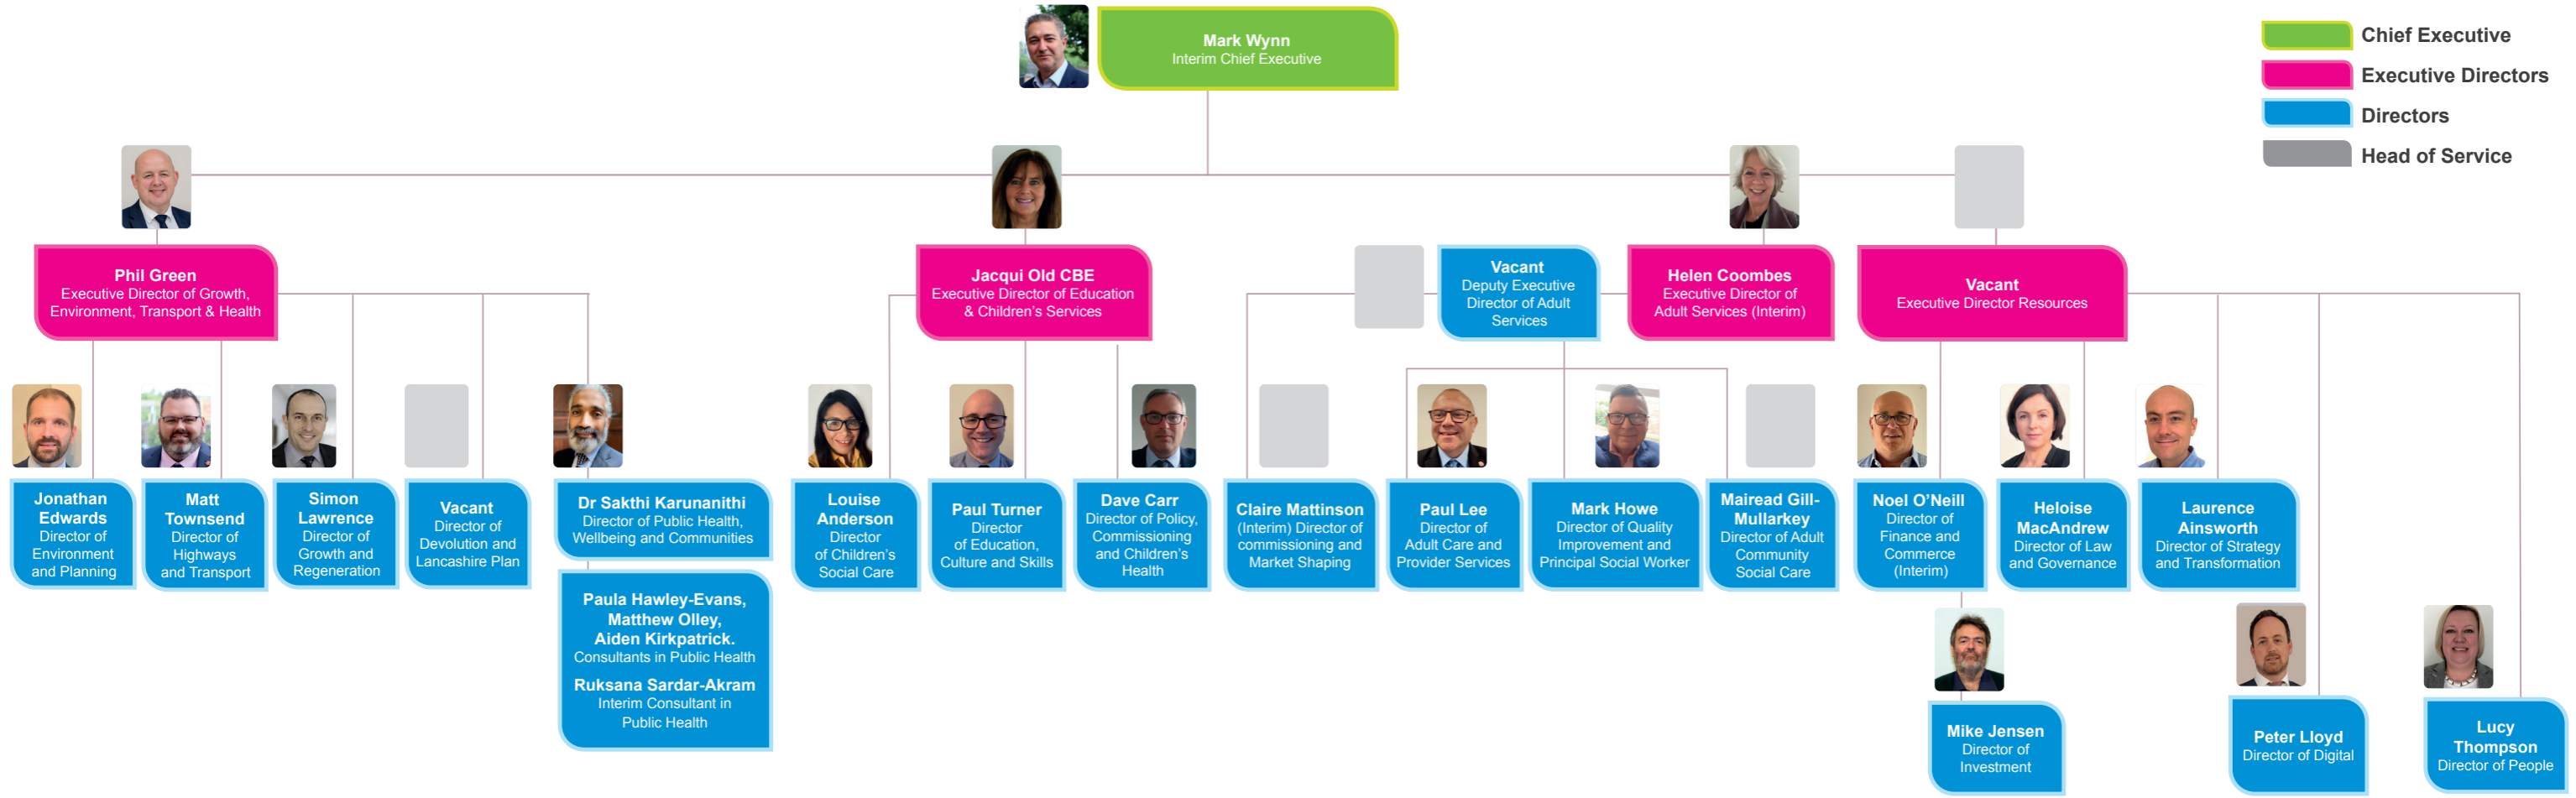 Mark Wynn
Interim Chief Executive
Chief Executive
Executive Directors
Directors
Head of Service
Phil Green
Executive Director of Growth,
Environment, Transport & Health
Jacqui Old CBE
Executive Director of Education
& Children’s Services
Vacant
Deputy Executive
Director of Adult
Services
Helen Coombes
Executive Director of
Adult Services (Interim)
Vacant
Executive Director Resources
Jonathan
Edwards
Director of
Environment
and Planning
Matt
Townsend
Director of
Highways
and Transport
Simon
Lawrence
Director of
Growth and
Regeneration
Vacant
Director of
Devolution and
Lancashire Plan
Dr Sakthi Karunanithi
Director of Public Health,
Wellbeing and Communities
Paula Hawley-Evans,
Matthew Olley,
Aiden Kirkpatrick.
Consultants in Public Health
Ruksana Sardar-Akram
Interim Consultant in
Public Health
Louise
Anderson
Director
of Children’s
Social Care
Paul Turner
Director
of Education,
Culture and Skills
Dave Carr
Director of Policy,
Commissioning
and Children’s
Health
Claire Mattinson
(Interim) Director of
commissioning and
Market Shaping
Paul Lee
Director of
Adult Care and
Provider Services
Mark Howe
Director of Quality
Improvement and
Principal Social Worker
Mairead Gill-
Mullarkey
Director of Adult
Community
Social Care
Noel O’Neill
Director of
Finance and
Commerce
(Interim)
Heloise
MacAndrew
Director of Law
and Governance
Laurence
Ainsworth
Director of Strategy
and Transformation
Mike Jensen
Director of
Investment
Peter Lloyd
Director of Digital
Lucy
Thompson
Director of People